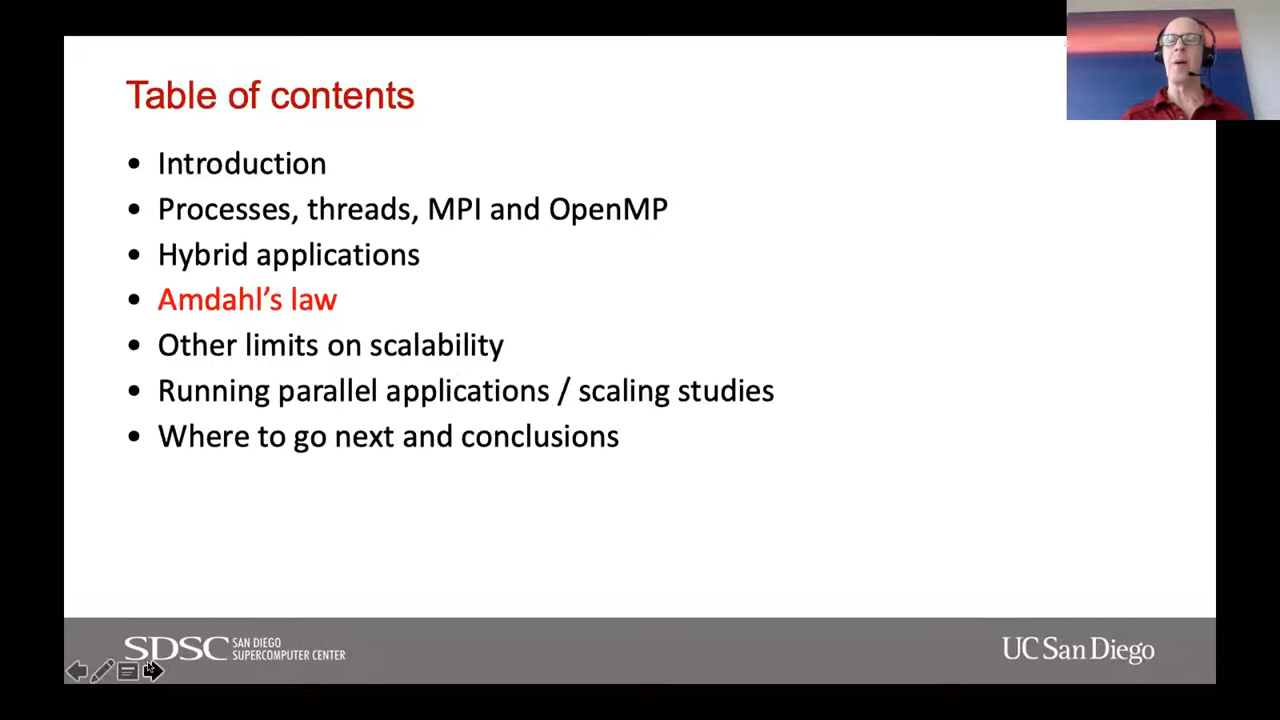 Table of contents
• Introduction
• Processes, threads, MPI and OpenMP
• Hybrid applications
• Amdahl’s law
• Other limits on scalability
• Running parallel applications / scaling studies
• Where to go next and conclusions
SDSC SAN DIEGO
SUPERCOMPUTER CENTER
UC San Diego